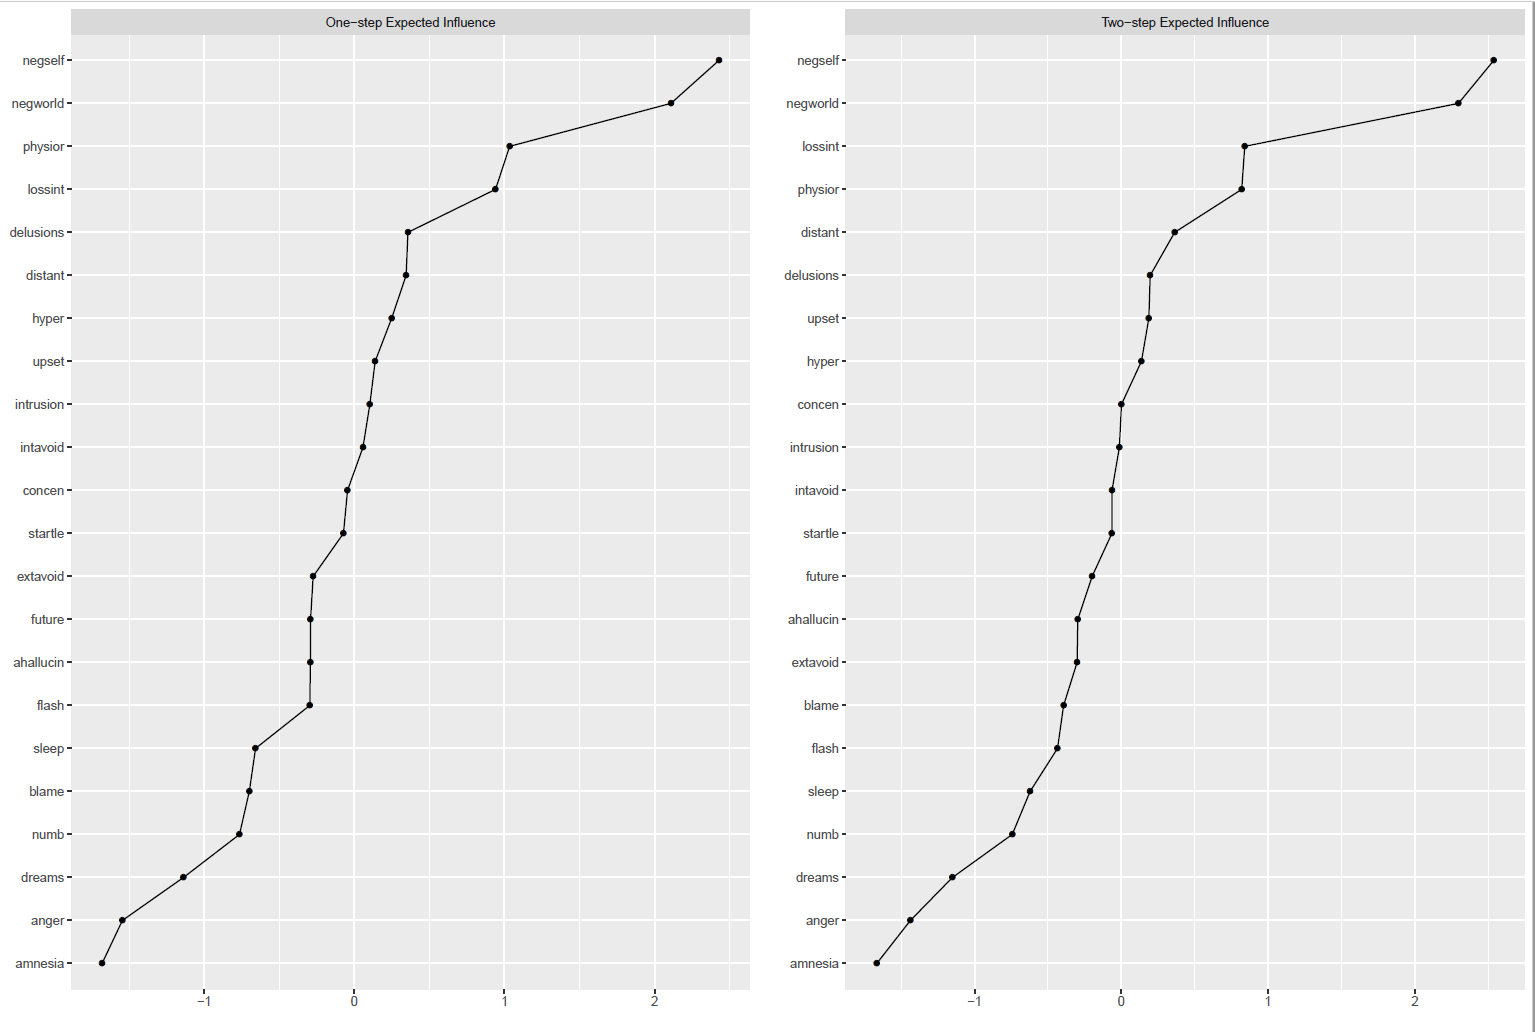 One−step Expected Influence
negself
negworld
physior
lossint
delusions
distant
hyper
upset
intrusion
intavoid
concen
startle
extavoid
future
ahallucin
flash
sleep
blame
numb
dreams
anger
amnesia
−1 0 1 2
Two−step Expected Influence
negself
negworld
lossint
physior
distant
delusions
upset
hyper
concen
intrusion
intavoid
startle
future
ahallucin
extavoid
blame
flash
sleep
numb
dreams
anger
amnesia
−1 0 1 2